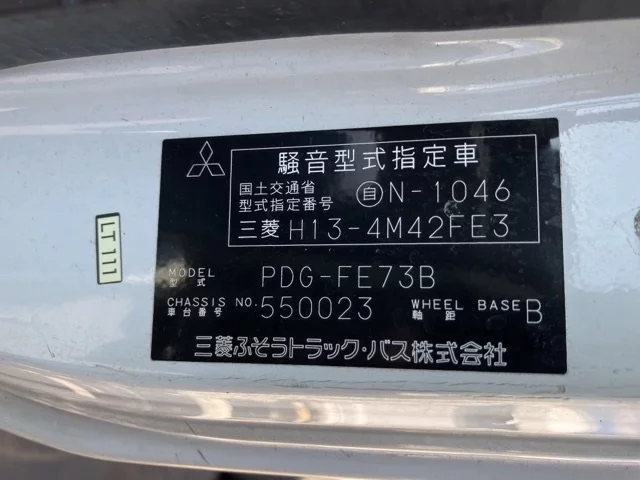 騒音型式指定車
国土交通省
型式指定番号 自N-1046
三菱 H13-4M42FE3
LT111
MODEL
型式 PDG-FE73B
CHASSIS NO.
車台番号 550023 WHEEL BASE
軸距 B
三菱ふそうトラック・バス株式会社